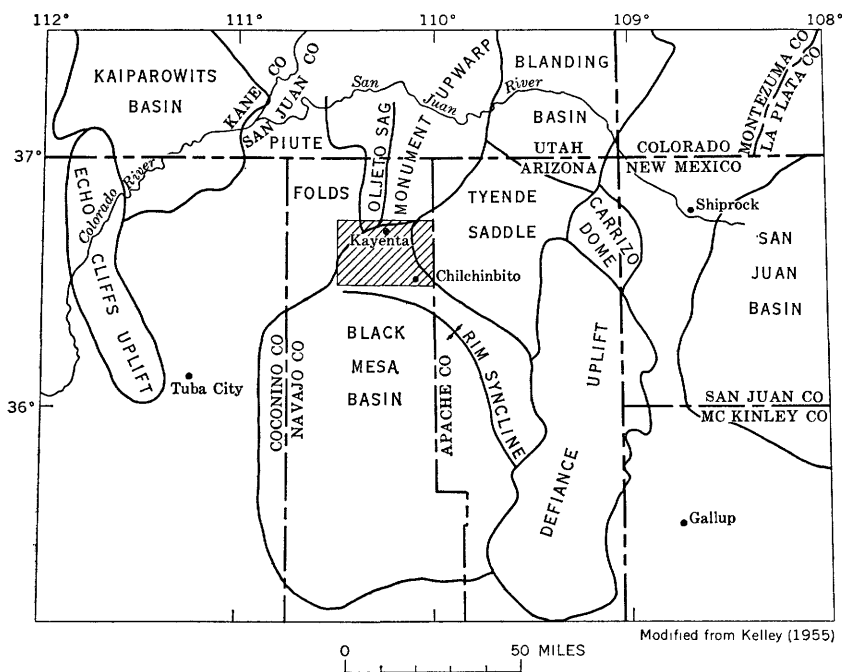 112° 111° 110° 109° 108°
KAIPAROWITS
BASIN
KANE CO
SAN JUAN CO
San
Juan
River
UPWARP
MONUMENT
BLANDING
BASIN
MONTEZUMA CO
LA PLATA CO
PIUTE
FOLDS
OLJETO SAG
UTAH
ARIZONA
COLORADO
NEW MEXICO
37°
Colorado
River
ECHO
CLIFFS
UPLIFT
TYENDE
SADDLE
CARRIZO
DOME
Shiprock
SAN
JUAN
BASIN
Kayenta
Chilchinbito
BLACK
MESA
BASIN
RIM SYNCLINE
UPLIFT
DEFIANCE
Tuba City
36°
COCONINO CO
NAVAJO CO
APACHE CO
SAN JUAN CO
MC KINLEY CO
Gallup
Modified from Kelley (1955)
0 50 MILES